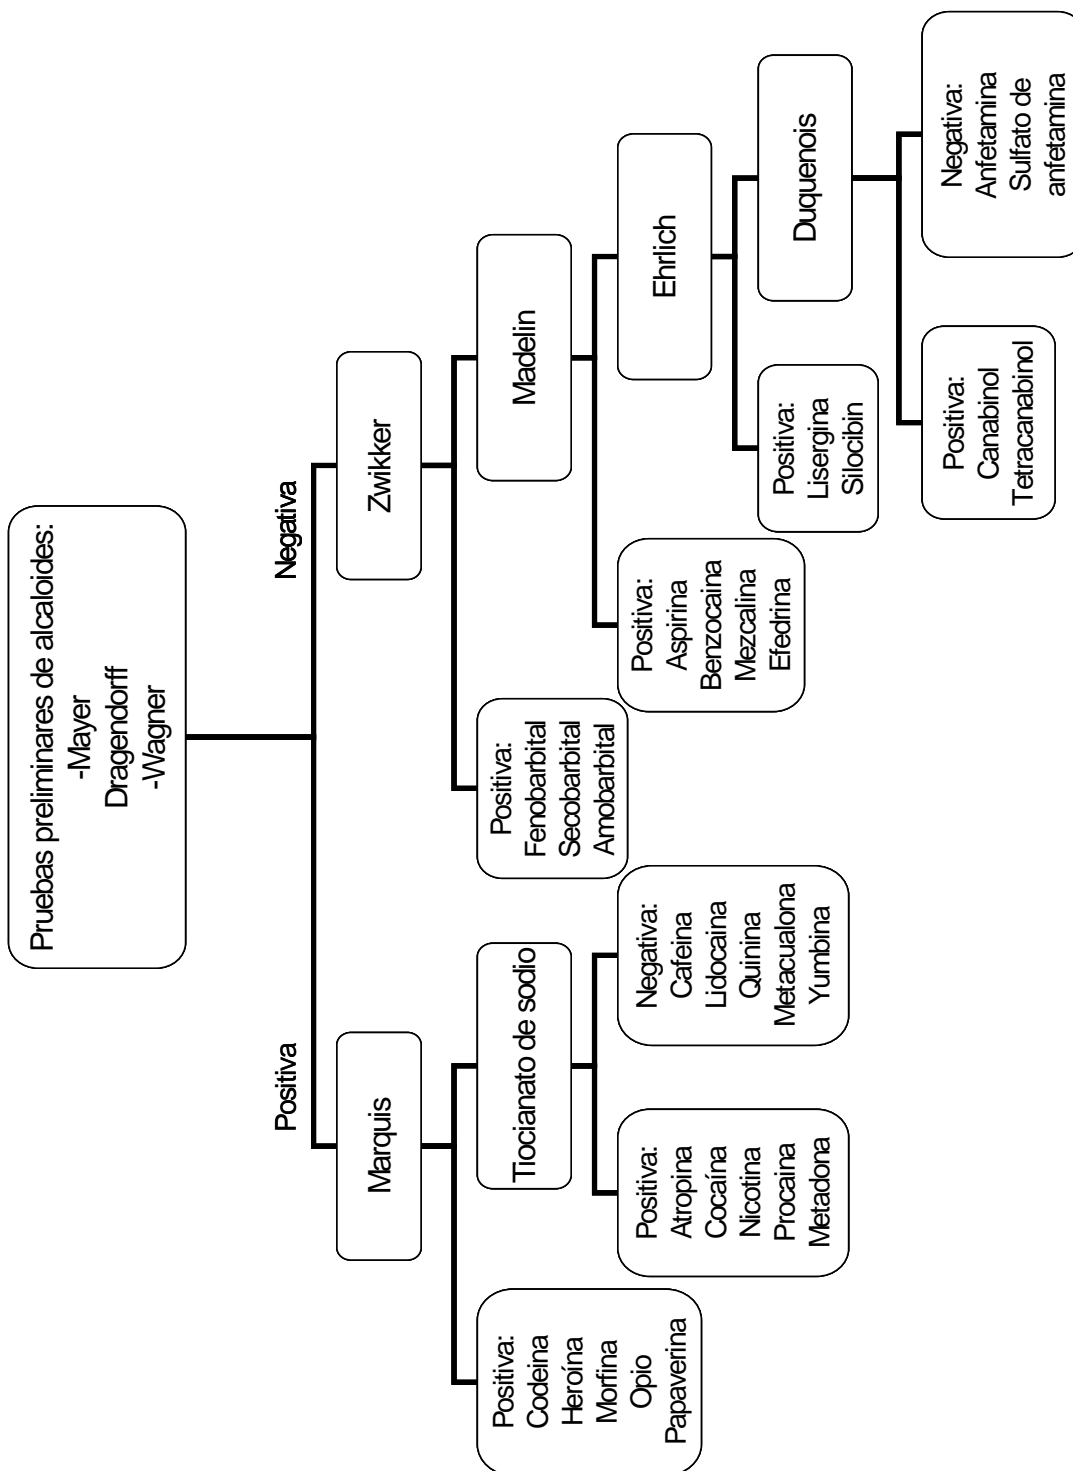 Pruebas preliminares de alcaloides:
-Mayer
Dragendorff
-Wagner
Positiva
Negativa
Marquis
Zwikker
Positiva:
Codeina
Heroína
Morfina
Opio
Papaverina
Tiocianato de sodio
Positiva:
Fenobarbital
Secobarbital
Amobarbital
Madelin
Positiva:
Atropina
Cocaína
Nicotina
Procaina
Metadona
Negativa:
Cafeina
Lidocaina
Quinina
Metacualona
Yumbina
Positiva:
Aspirina
Benzocaina
Mezcalina
Efedrina
Ehrlich
Positiva:
Lisergina
Silocibin
Duquenois
Positiva:
Canabinol
Tetracanabinol
Negativa:
Anfetamina
Sulfato de
anfetamina